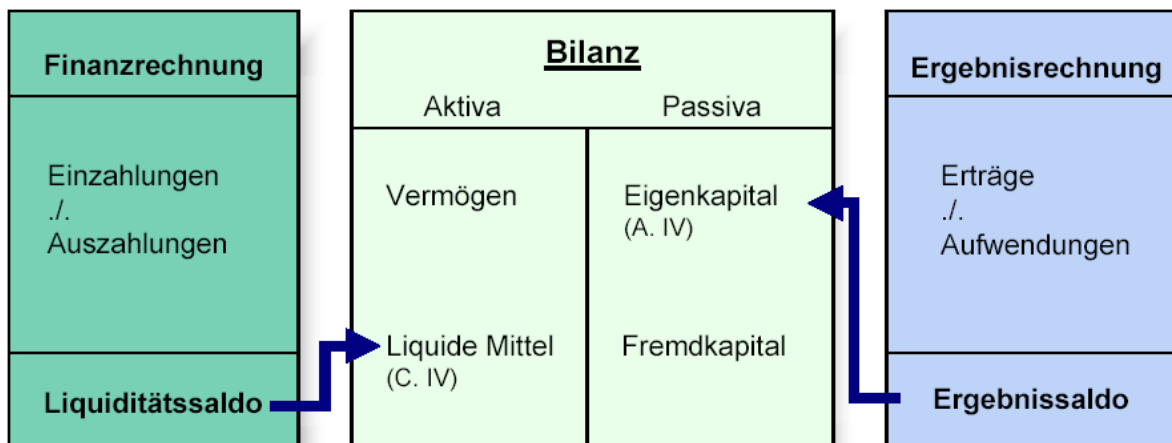 Finanzrechnung
Einzahlungen
./.
Auszahlungen
Liquiditätssaldo
Bilanz
Aktiva
Passiva
Vermögen
Eigenkapital
(A. IV)
Liquide Mittel
(C. IV)
Fremdkapital
Ergebnisrechnung
Erträge
./.
Aufwendungen
Ergebnissaldo